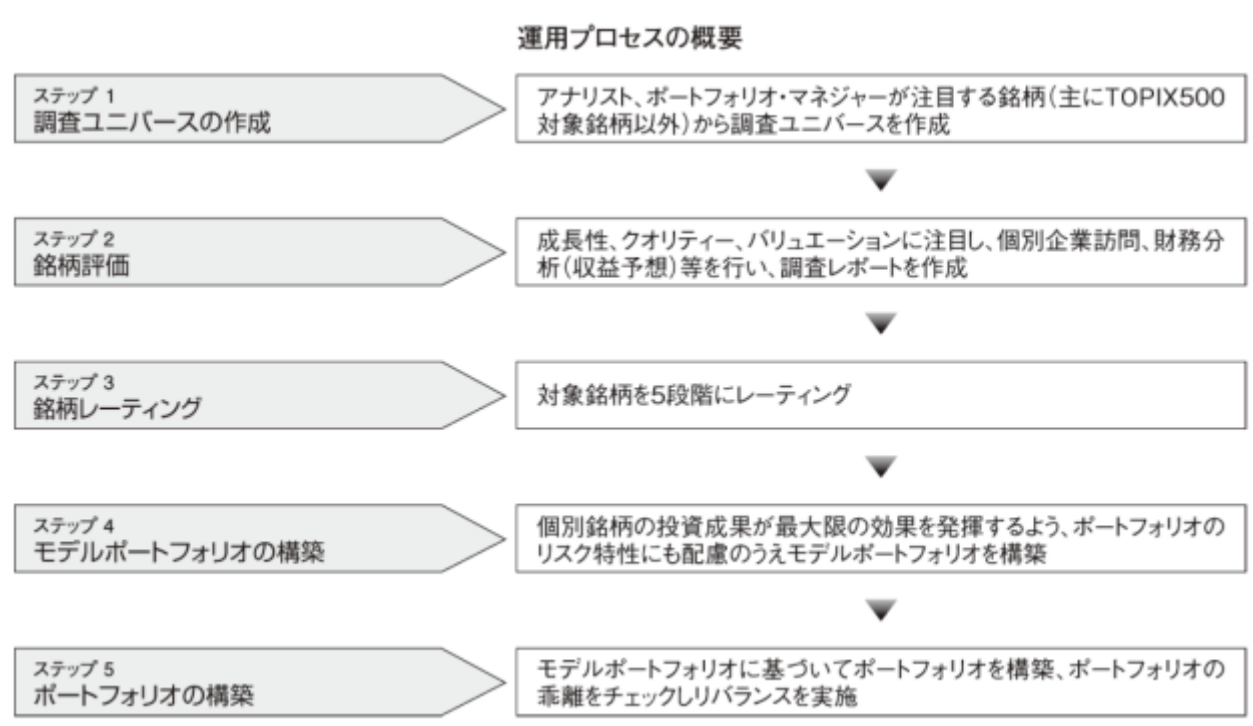 運用プロセスの概要
ステップ 1
調査ユニバースの作成
アナリスト、ポートフォリオ・マネジャーが注目する銘柄(主にTOPIX500
対象銘柄以外)から調査ユニバースを作成
ステップ 2
銘柄評価
成長性、クオリティー、バリュエーションに注目し、個別企業訪問、財務分
析(収益予想)等を行い、調査レポートを作成
ステップ 3
銘柄レーティング
対象銘柄を5段階にレーティング
ステップ 4
モデルポートフォリオの構築
個別銘柄の投資成果が最大限の効果を発揮するよう、ポートフォリオの
リスク特性にも配慮のうえモデルポートフォリオを構築
ステップ 5
ポートフォリオの構築
モデルポートフォリオに基づいてポートフォリオを構築、ポートフォリオの
乖離をチェックしリバランスを実施